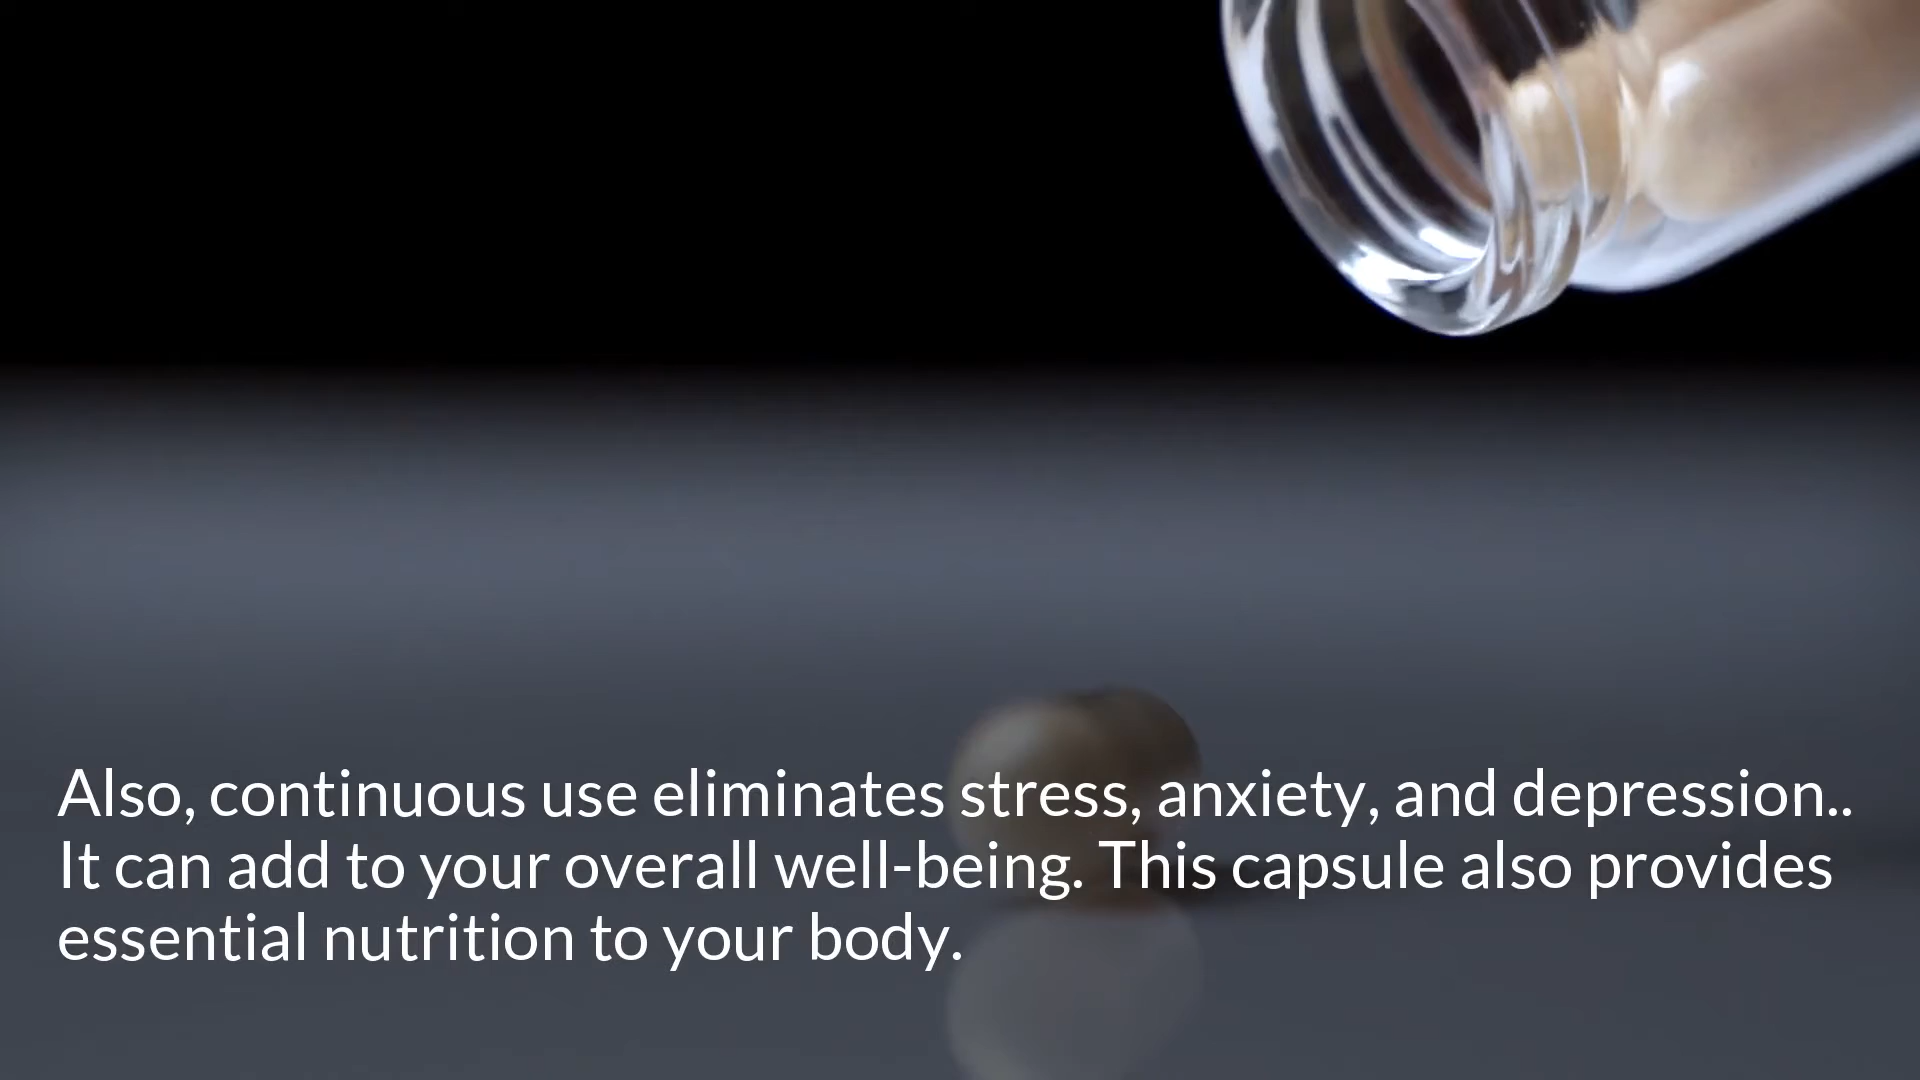 Also, continuous use eliminates stress, anxiety, and depression..
It can add to your overall well-being. This capsule also provides
essential nutrition to your body.